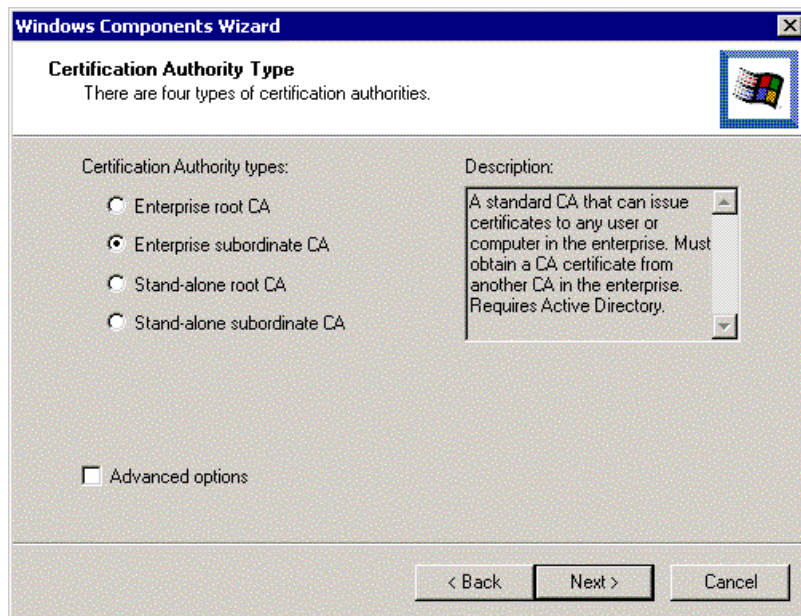 Windows Components Wizard
Certification Authority Type
There are four types of certification authorities.
Certification Authority types:
Enterprise root CA
Enterprise subordinate CA
Stand-alone root CA
Stand-alone subordinate CA
Description:
A standard CA that can issue
certificates to any user or
computer in the enterprise. Must
obtain a CA certificate from
another CA in the enterprise.
Requires Active Directory.
Advanced options
< Back
Next >
Cancel